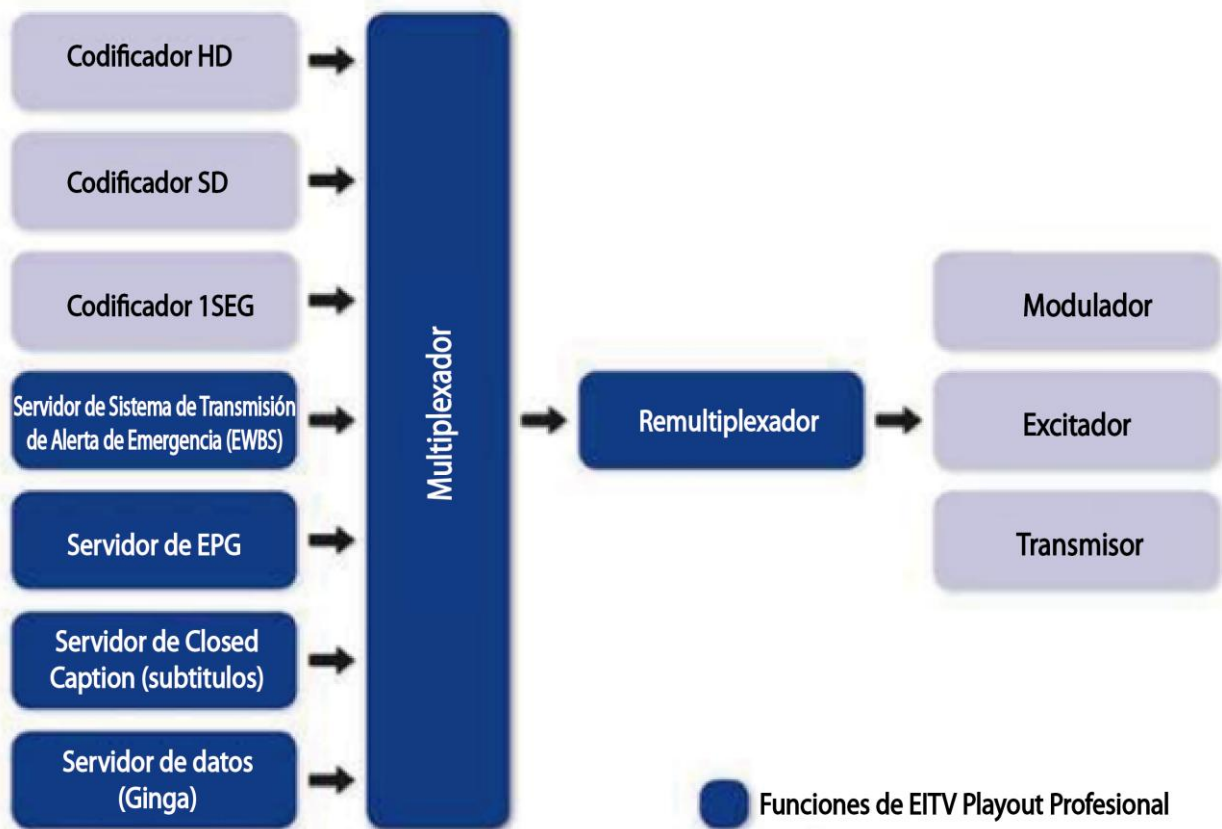 Codificador HD
Codificador SD
Codificador 1SEG
Servidor de Sistema de Transmisión
de Alerta de Emergencia (EWBS)
Servidor de EPG
Servidor de Closed
Caption (subtitulos)
Servidor de datos
(Ginga)
Multiplexador
Remultiplexador
Modulador
Excitador
Transmisor
Funciones de EITV Playout Profesional